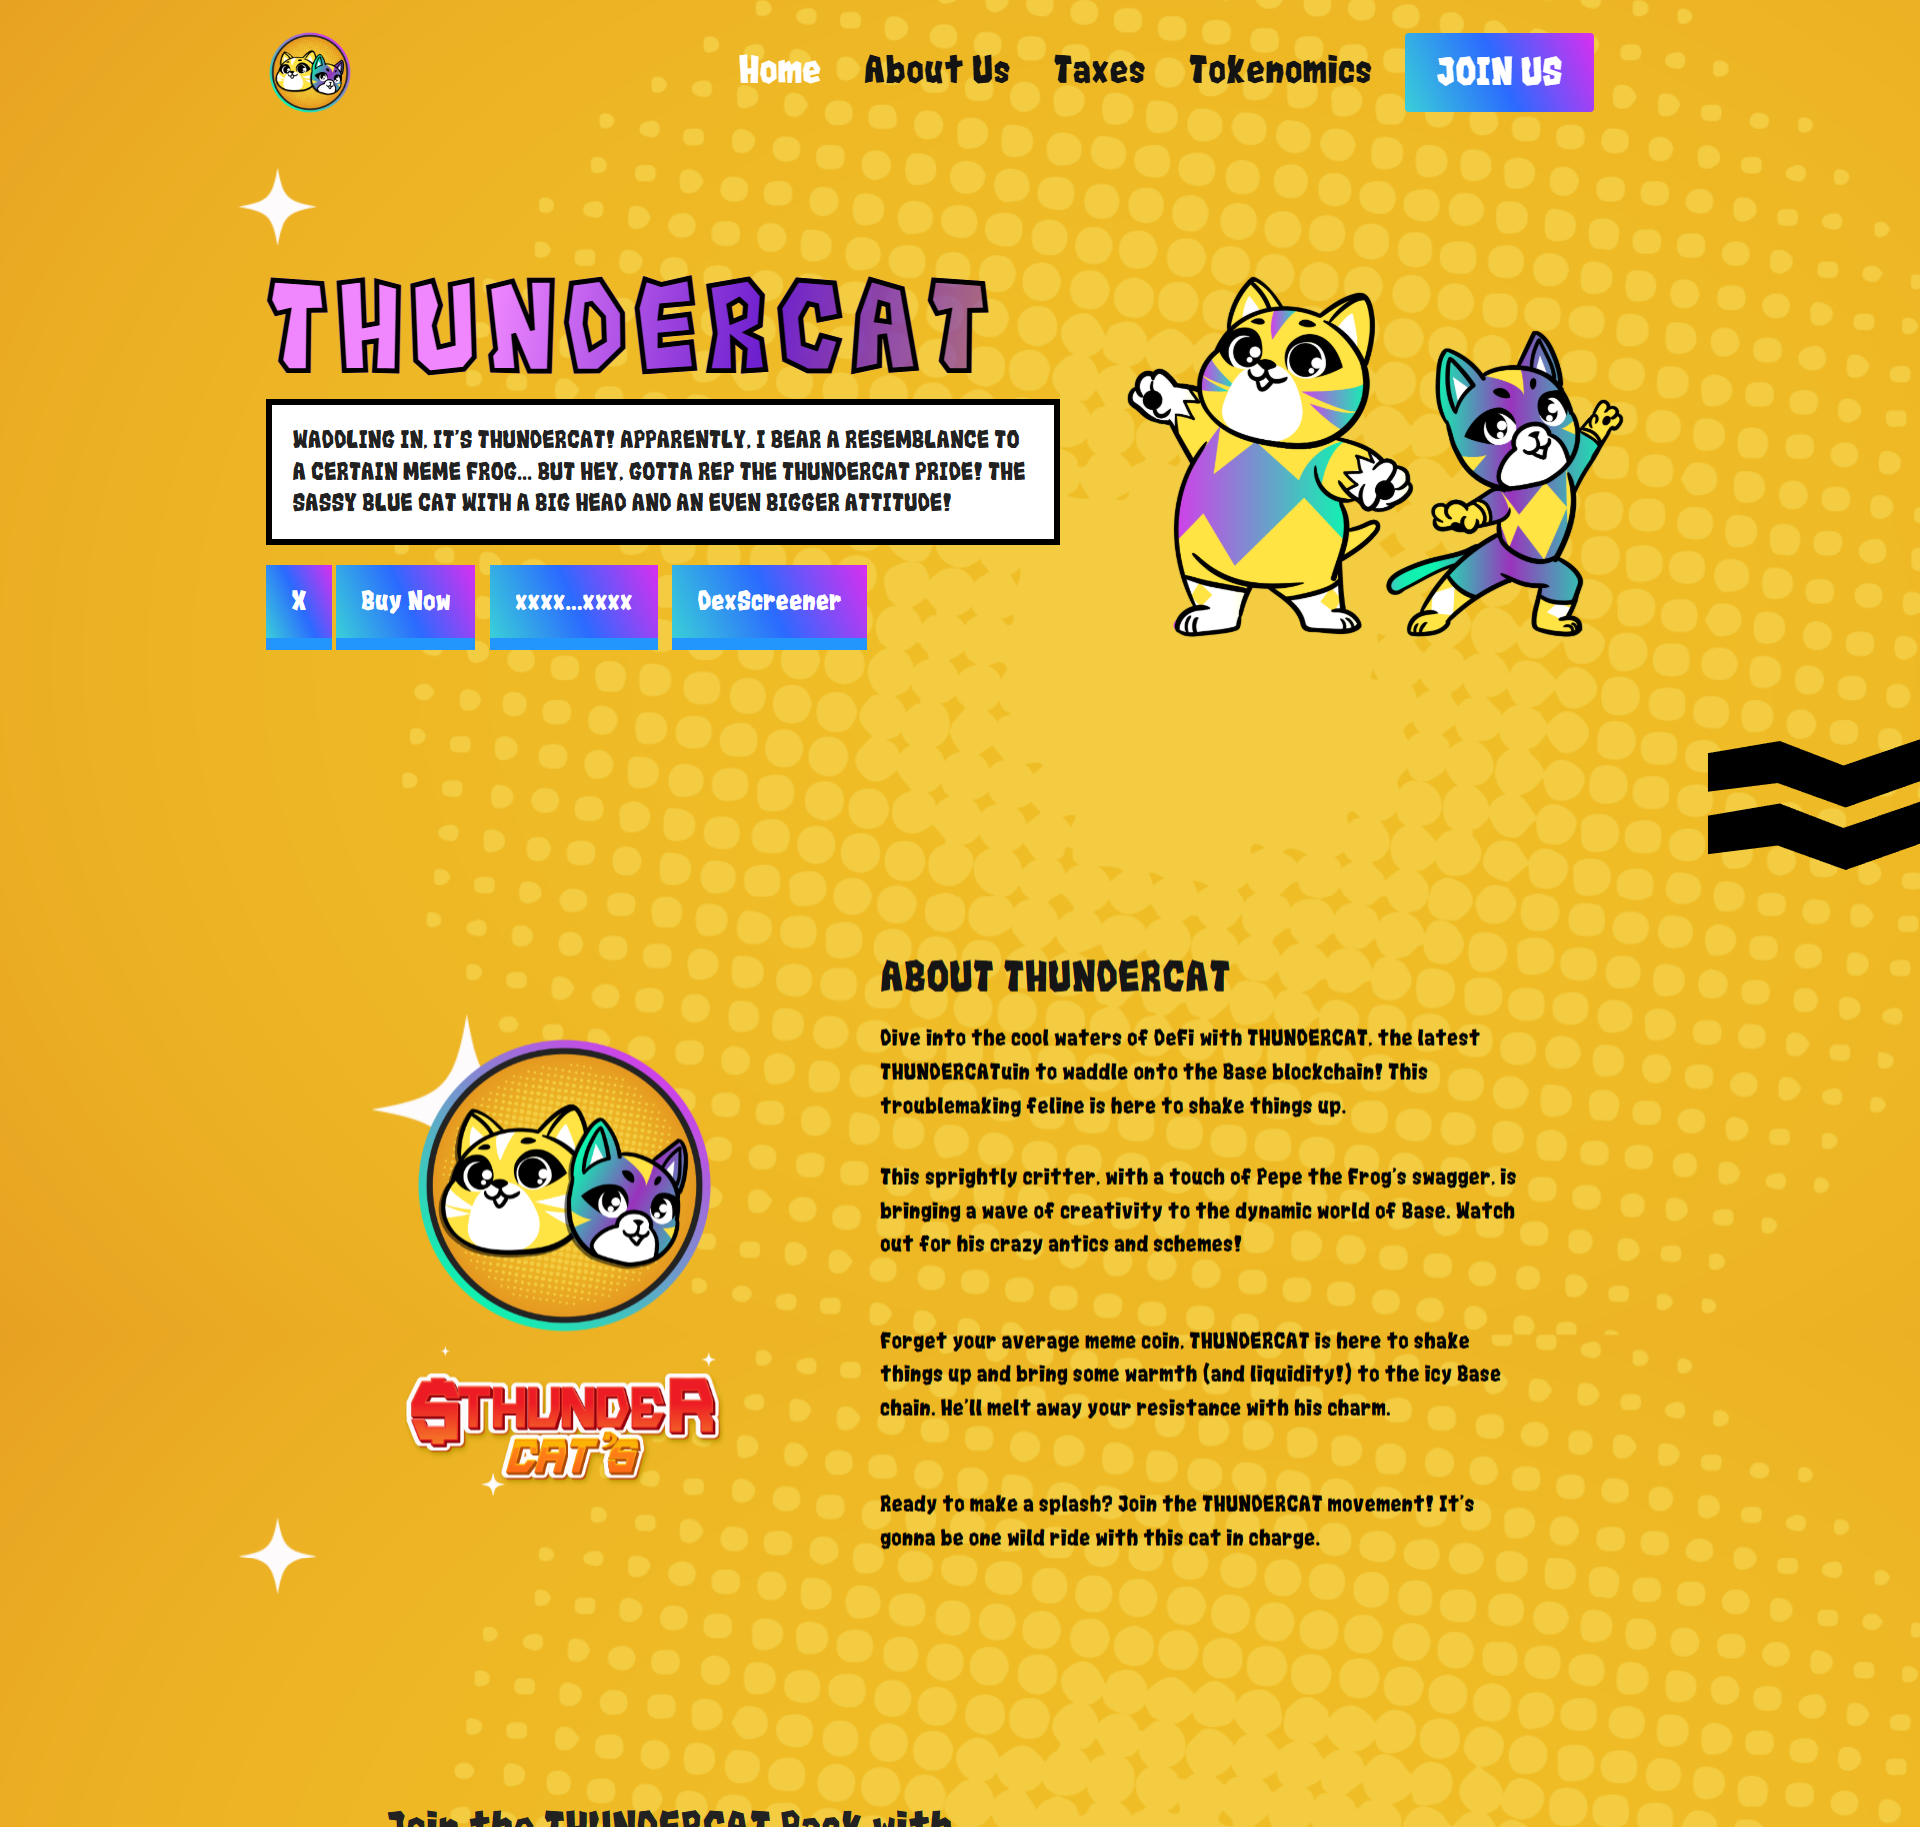 Home About Us Taxes Tokenomics JOIN US
THUNDERCAT
WADDLING IN, IT'S THUNDERCAT! APPARENTLY, I BEAR A RESEMBLANCE TO
A CERTAIN MEME FROG... BUT HEY, GOTTA REP THE THUNDERCAT PRIDE! THE
SASSY BLUE CAT WITH A BIG HEAD AND AN EVEN BIGGER ATTITUDE!
X Buy Now xxxx...xxxx DexScreener
ABOUT THUNDERCAT
Dive into the cool waters of DeFi with THUNDERCAT, the latest
THUNDERCATuin to waddle onto the Base blockchain! This
troublemaking feline is here to shake things up.
This sprightly critter, with a touch of Pepe the Frog's swagger, is
bringing a wave of creativity to the dynamic world of Base. Watch
out for his crazy antics and schemes!
Forget your average meme coin, THUNDERCAT is here to shake
things up and bring some warmth (and liquidity!) to the icy Base
chain. He'll melt away your resistance with his charm.
Ready to make a splash? Join the THUNDERCAT movement! It's
gonna be one wild ride with this cat in charge.
$THUNDER
CAT'S
Join the THUNDERCAT Pack with